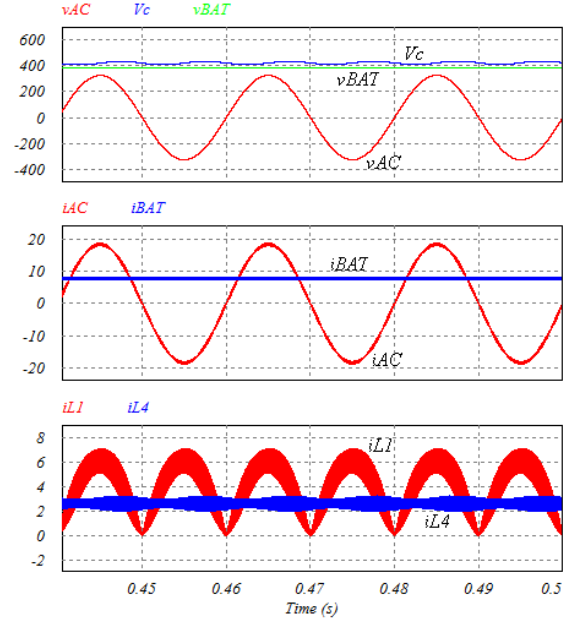 vAC Vc vBAT
600
400
200
0
-200
-400
Vc
vBAT
vAC
iAC iBAT
20
10
0
-10
-20
iBAT
iAC
iL1 iL4
8
6
4
2
0
-2
iL1
iL4
0.45 0.46 0.47 0.48 0.49 0.5
Time (s)